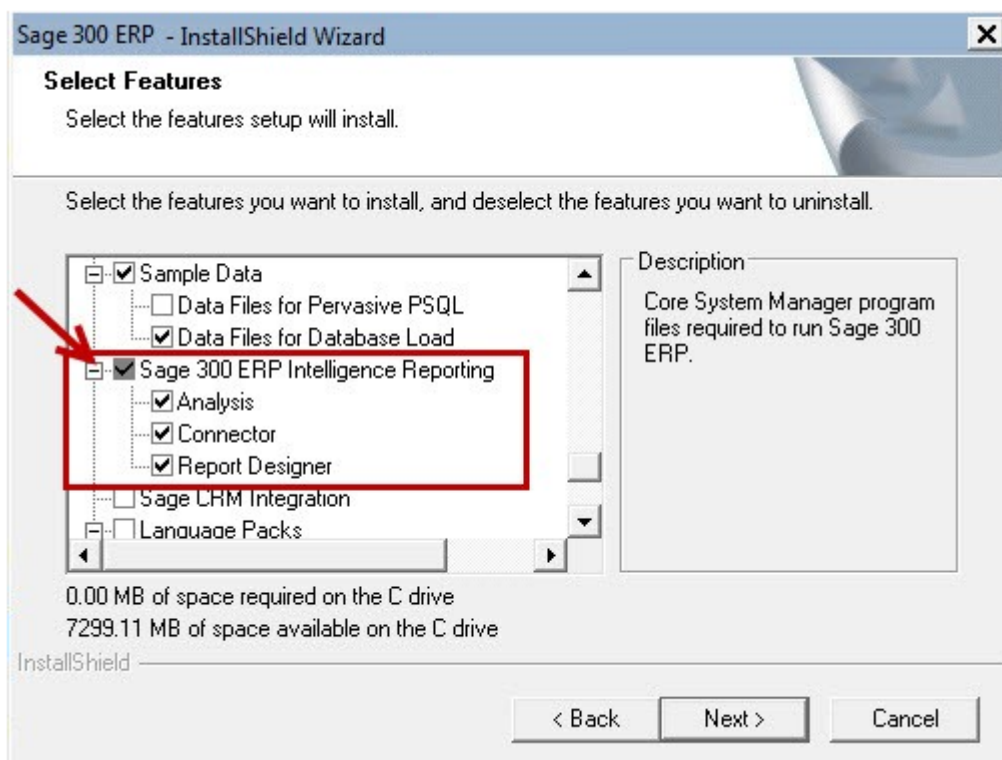 Sage 300 ERP - InstallShield Wizard
Select Features
Select the features setup will install.
Select the features you want to install, and deselect the features you want to uninstall.
Sample Data
Data Files for Pervasive PSQL
Data Files for Database Load
Sage 300 ERP Intelligence Reporting
Analysis
Connector
Report Designer
Sage CRM Integration
Language Packs
Description
Core System Manager program
files required to run Sage 300
ERP.
0.00 MB of space required on the C drive
7299.11 MB of space available on the C drive
InstallShield
< Back
Next >
Cancel